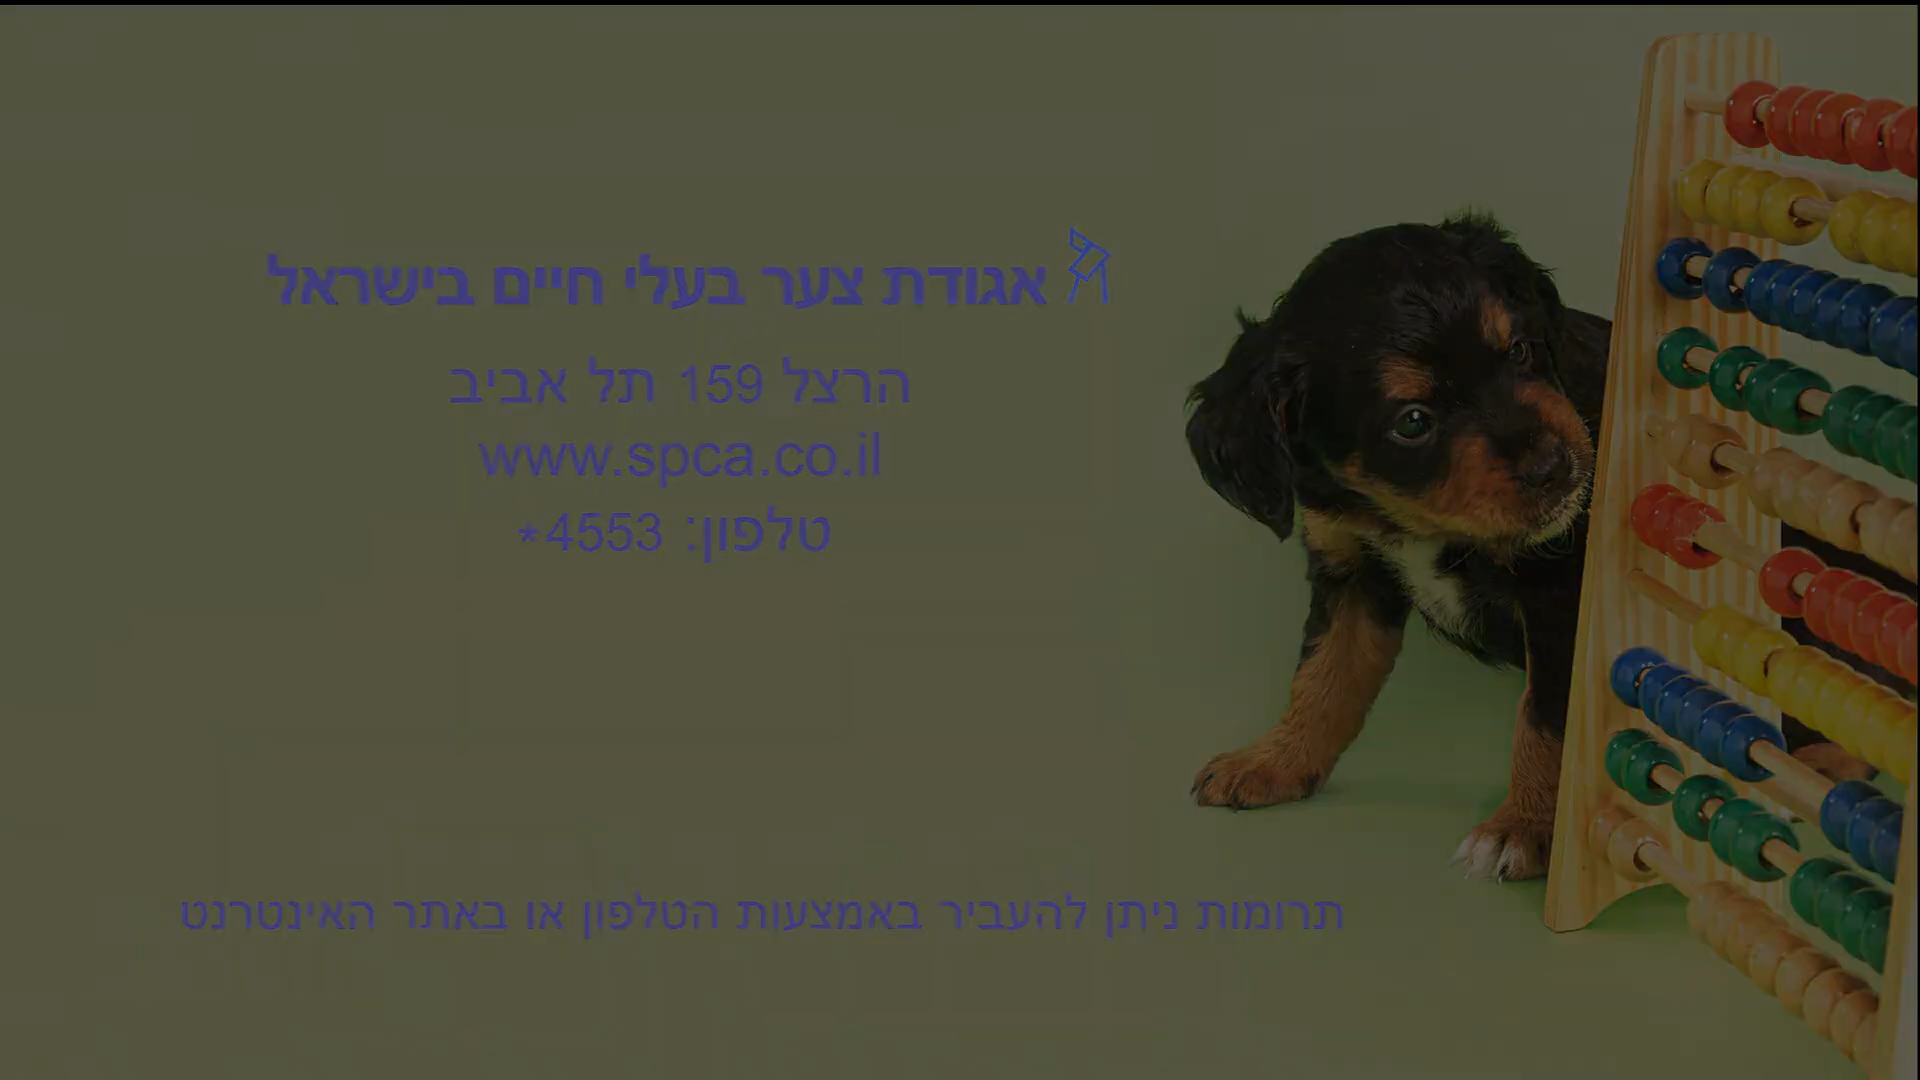 אגודת צער בעלי חיים בישראל
הרצל 159 תל אביב
www.spca.co.il
טלפון: 4553*
תרומות ניתן להעביר באמצעות הטלפון או באתר האינטרנט